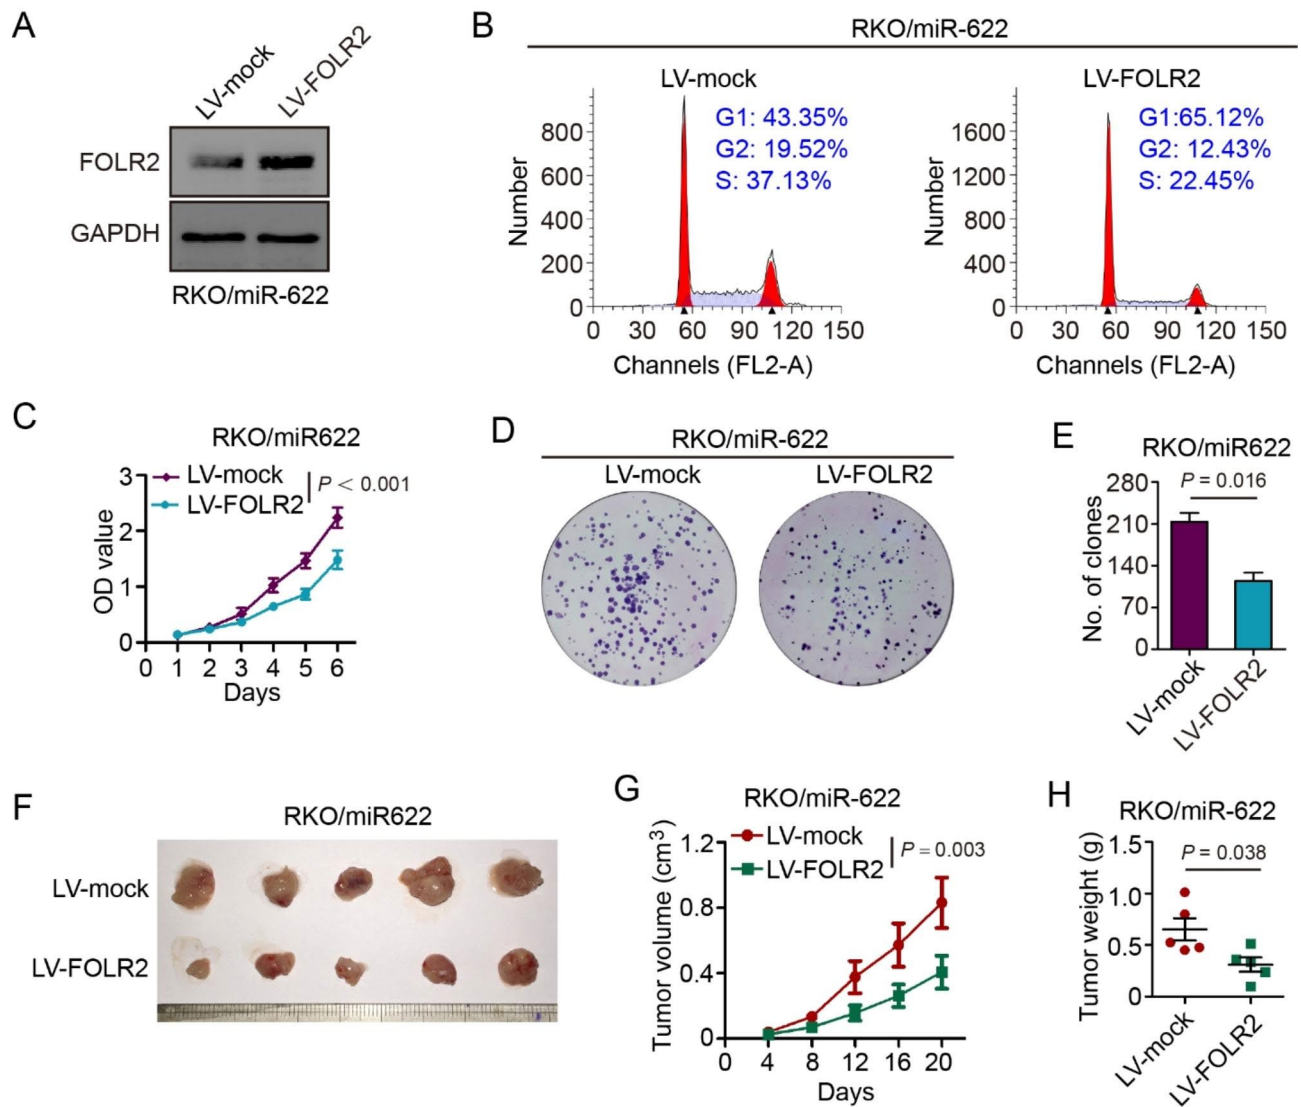 A
LV-mock
LV-FOLR2
FOLR2
GAPDH
RKO/miR-622
B
RKO/miR-622
LV-mock
G1: 43.35%
G2: 19.52%
S: 37.13%
Number
800
600
400
200
0
0 30 60 90 120 150
Channels (FL2-A)
LV-FOLR2
G1:65.12%
G2: 12.43%
S: 22.45%
Number
1600
1200
800
400
0
0 30 60 90 120 150
Channels (FL2-A)
C
RKO/miR622
LV-mock
LV-FOLR2
P < 0.001
OD value
3
2
1
0
0 1 2 3 4 5 6
Days
D
RKO/miR-622
LV-mock
LV-FOLR2
E
RKO/miR622
P = 0.016
No. of clones
280
210
140
70
0
LV-mock
LV-FOLR2
F
RKO/miR622
LV-mock
LV-FOLR2
G
RKO/miR-622
LV-mock
LV-FOLR2
P = 0.003
Tumor volume (cm³)
1.2
0.8
0.4
0
0 4 8 12 16 20
Days
H
RKO/miR-622
P = 0.038
Tumor weight (g)
1.5
1.0
0.5
0
LV-mock
LV-FOLR2